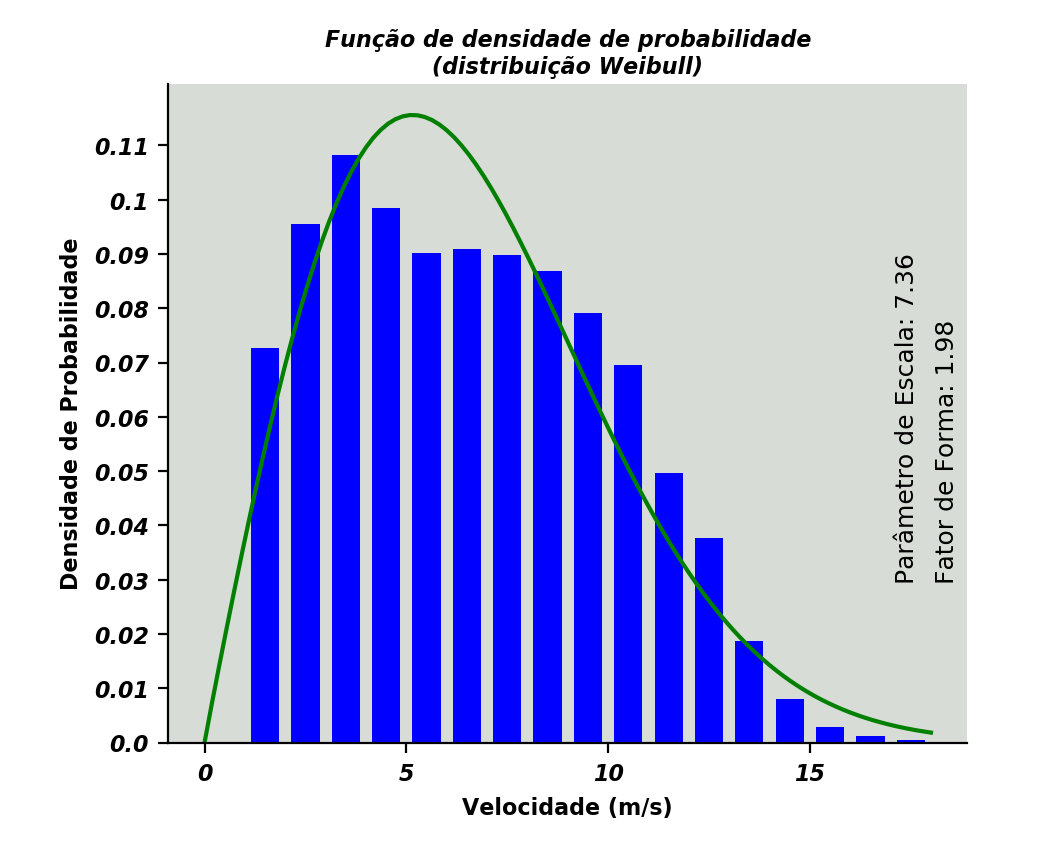 Função de densidade de probabilidade
(distribuição Weibull)
Densidade de Probabilidade
0.11
0.1
0.09
0.08
0.07
0.06
0.05
0.04
0.03
0.02
0.01
0.0
Parâmetro de Escala: 7.36
Fator de Forma: 1.98
0
5
10
15
Velocidade (m/s)